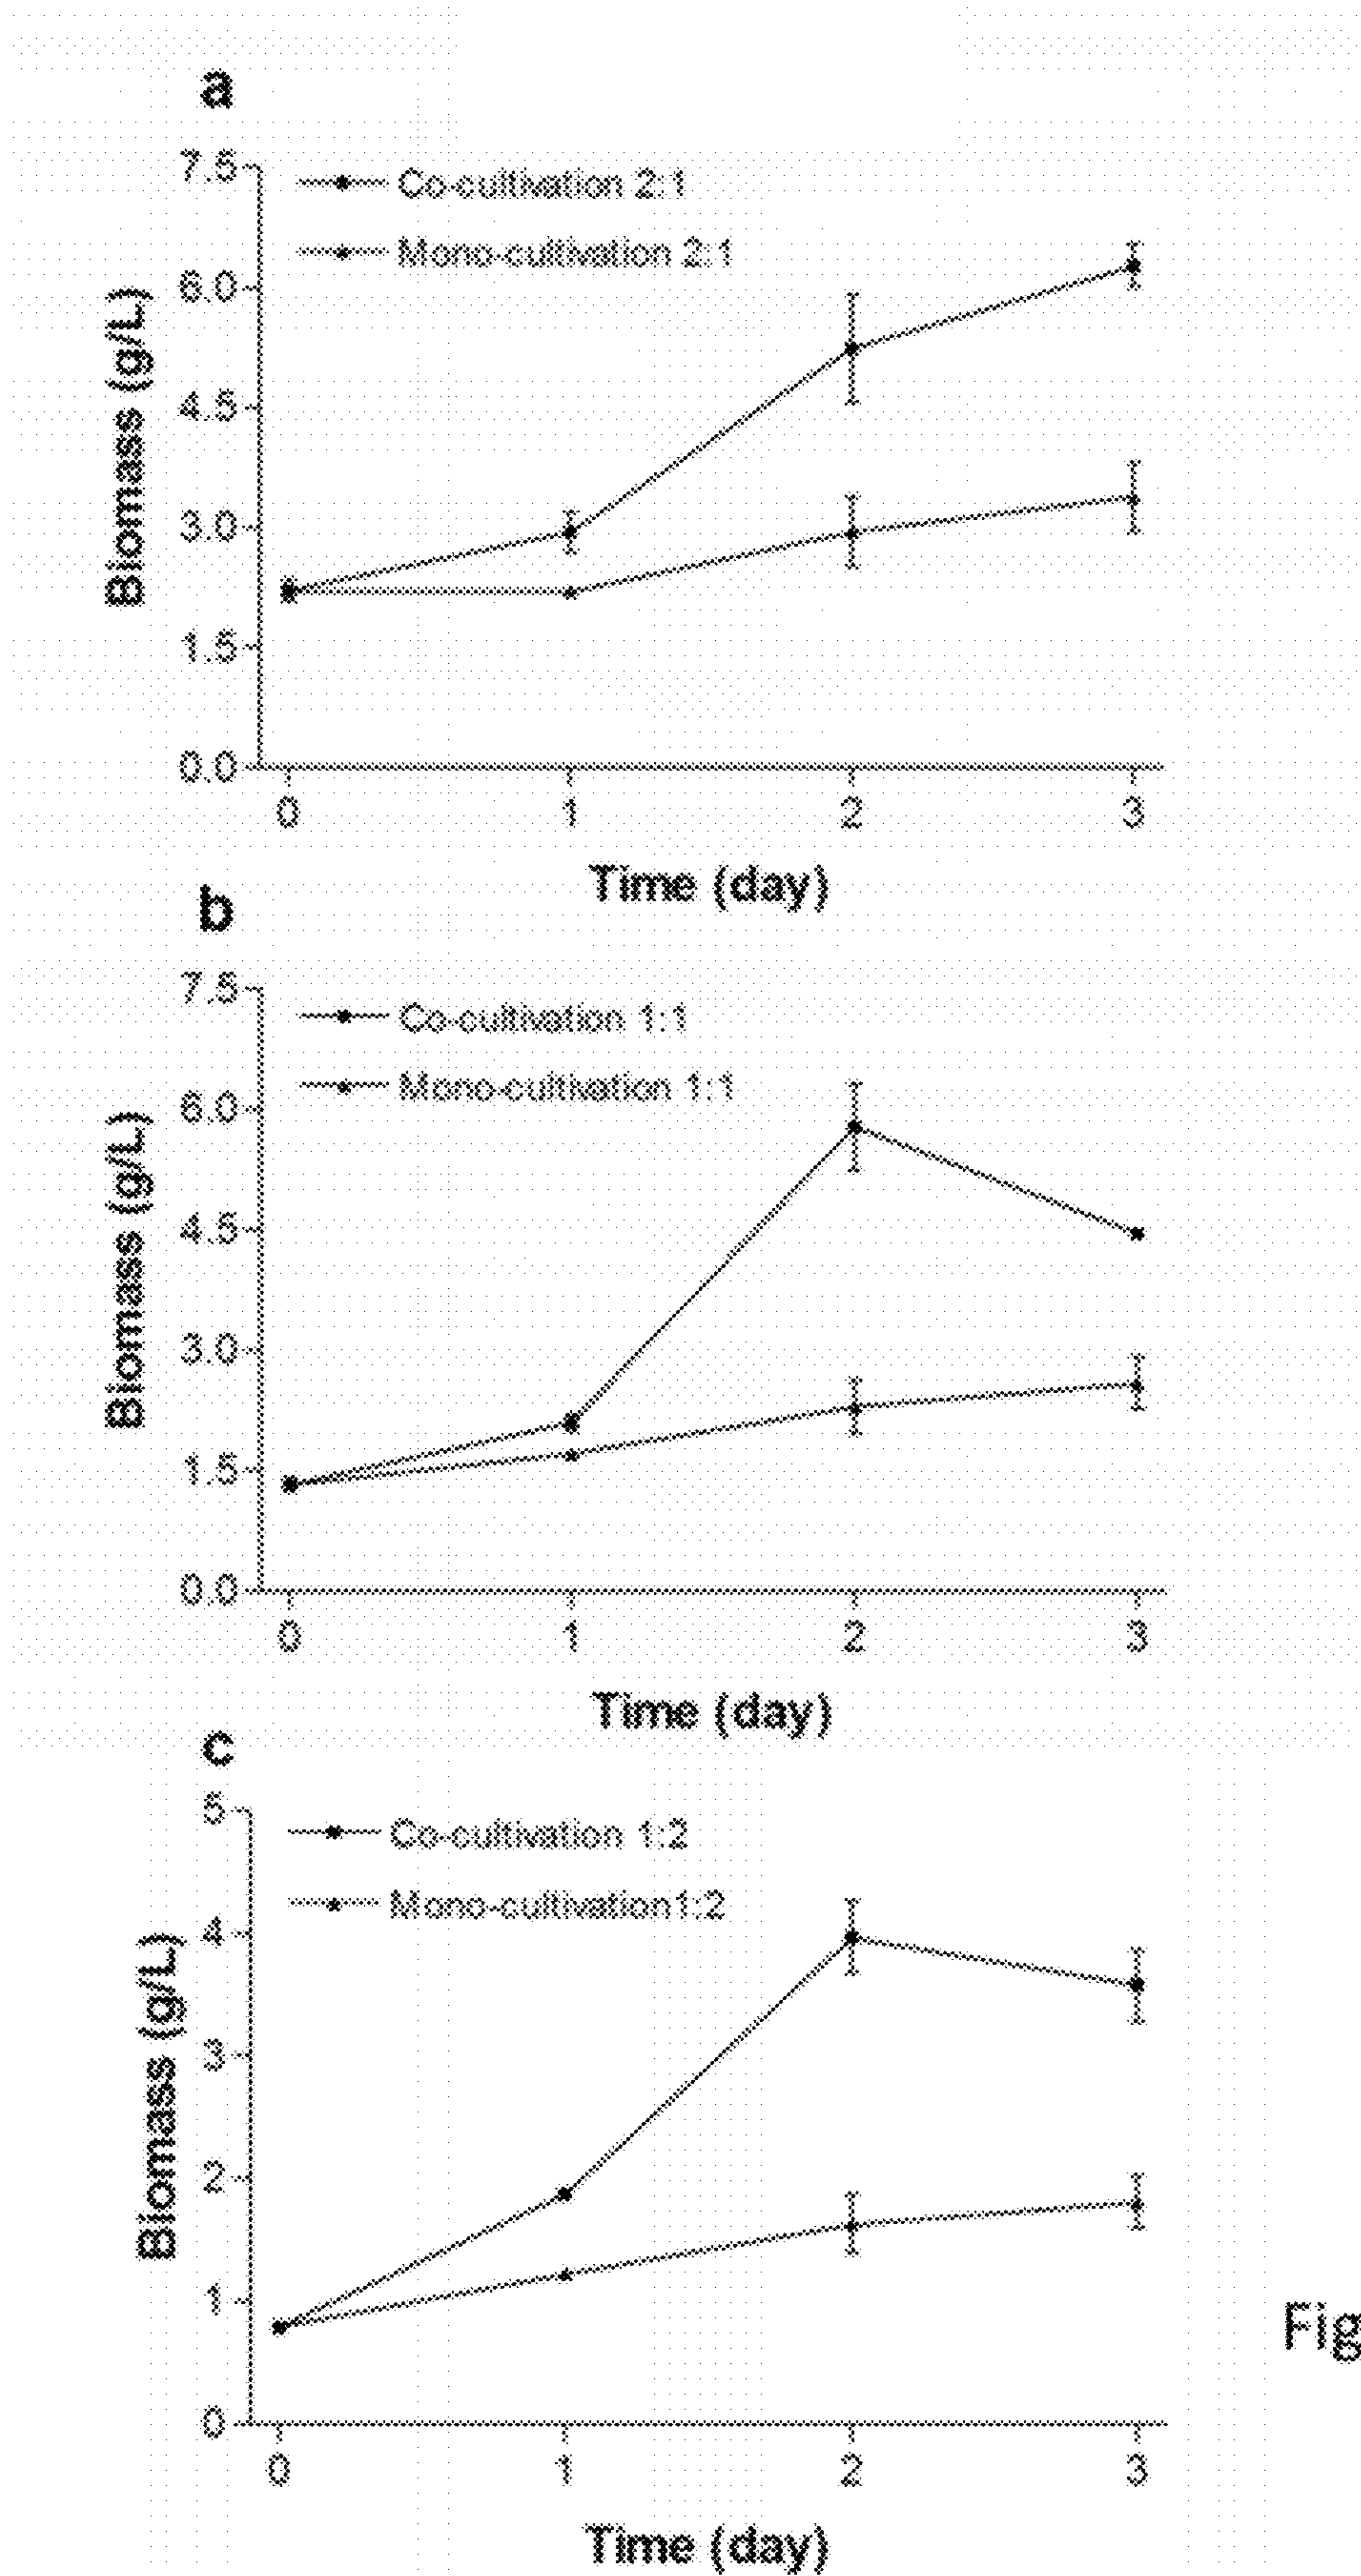 a
7.5
Co-cultivation 2:1
Mono-cultivation 2:1
6.0
4.5
3.0
1.5
0.0
Biomass (g/L)
0 1 2 3
Time (day)
b
7.5
Co-cultivation 1:1
Mono-cultivation 1:1
6.0
4.5
3.0
1.5
0.0
Biomass (g/L)
0 1 2 3
Time (day)
c
5
Co-cultivation 1:2
Mono-cultivation1:2
4
3
2
1
0
Biomass (g/L)
Fig
0 1 2 3
Time (day)